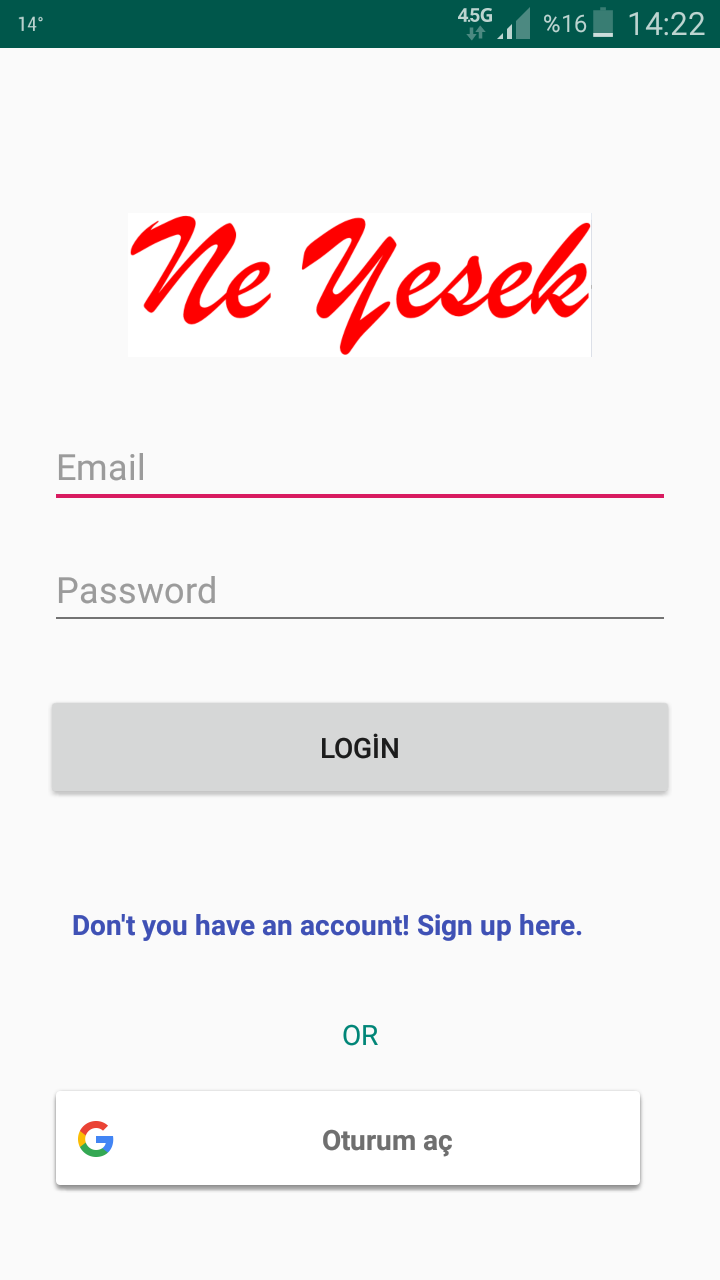 14°
4.5G %16 14:22
Ne Yesek
Email
Password
LOGİN
Don't you have an account! Sign up here.
OR
Oturum aç